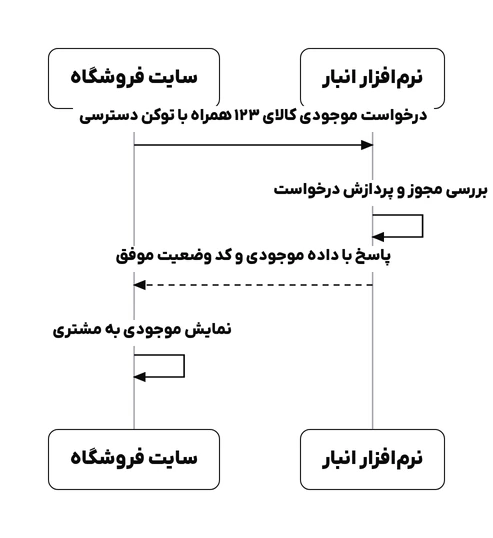 نرم‌افزار انبار
سایت فروشگاه
درخواست موجودی کالای ۱۲۳ همراه با توکن دسترسی
بررسی مجوز و پردازش درخواست
پاسخ با داده موجودی و کد وضعیت موفق
نمایش موجودی به مشتری
نرم‌افزار انبار
سایت فروشگاه